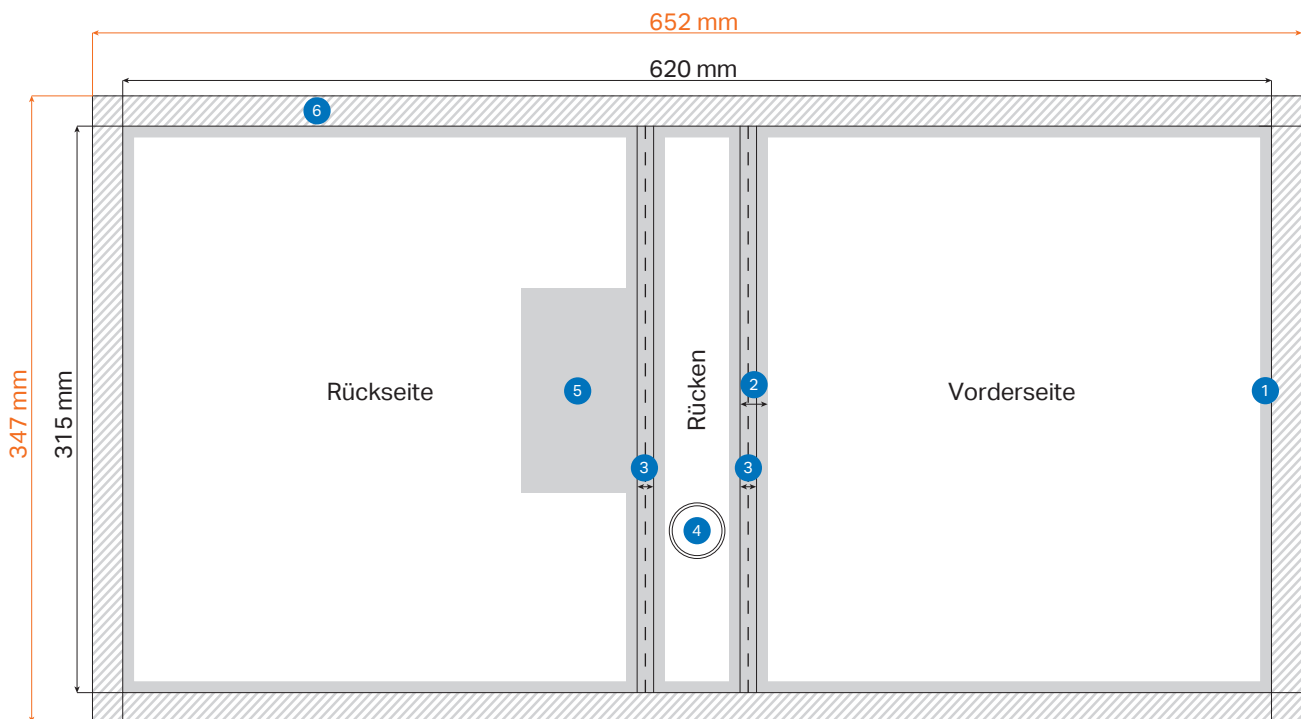 652 mm
620 mm
6
347 mm
315 mm
Rückseite
5
Rücken
2
Vorderseite
1
3
3
4